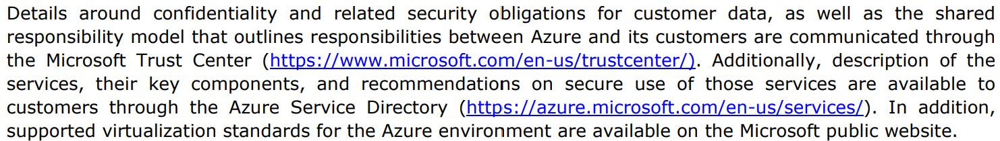 Details around confidentiality and related security obligations for customer data, as well as the shared
responsibility model that outlines responsibilities between Azure and its customers are communicated through
the Microsoft Trust Center (https://www.microsoft.com/en-us/trustcenter/). Additionally, description of the
services, their key components, and recommendations on secure use of those services are available to
customers through the Azure Service Directory (https://azure.microsoft.com/en-us/services/). In addition,
supported virtualization standards for the Azure environment are available on the Microsoft public website.